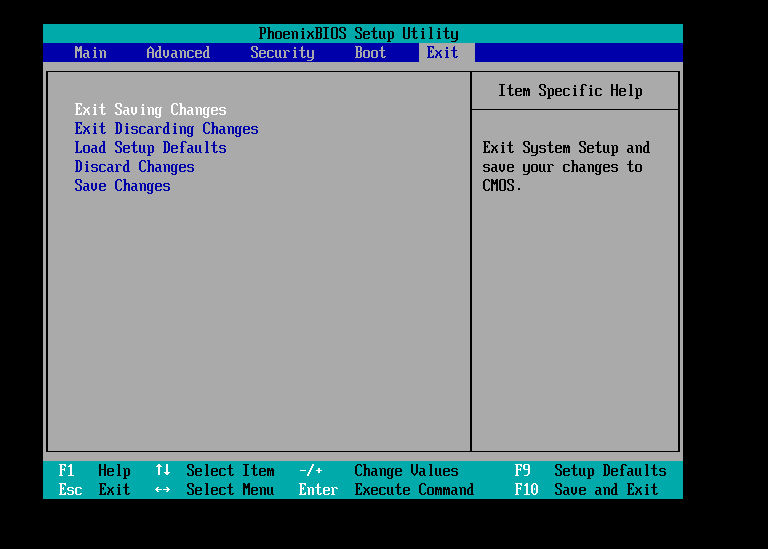 PhoenixBIOS Setup Utility
Main Advanced Security Boot Exit
Item Specific Help
Exit Saving Changes
Exit Discarding Changes
Load Setup Defaults
Discard Changes
Save Changes
Exit System Setup and
save your changes to
CMOS.
F1 Help ↑↓ Select Item -/+ Change Values F9 Setup Defaults
Esc Exit ↔ Select Menu Enter Execute Command F10 Save and Exit